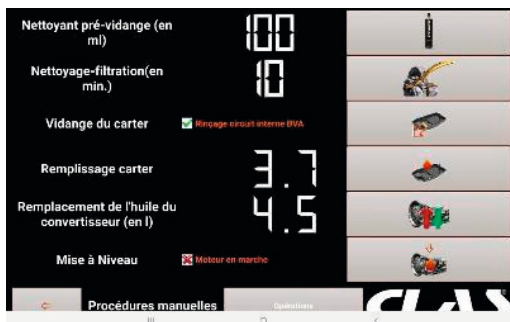 Nettoyant pré-vidange (en
ml)
100
Nettoyage-filtration(en
min.)
10
Vidange du carter
Rinçage circuit interne BVA
Remplissage carter
3.7
Remplacement de l'huile du
convertisseur (en l)
4.5
Mise à Niveau
Moteur en marche
Procédures manuelles
Opérations
CLAS